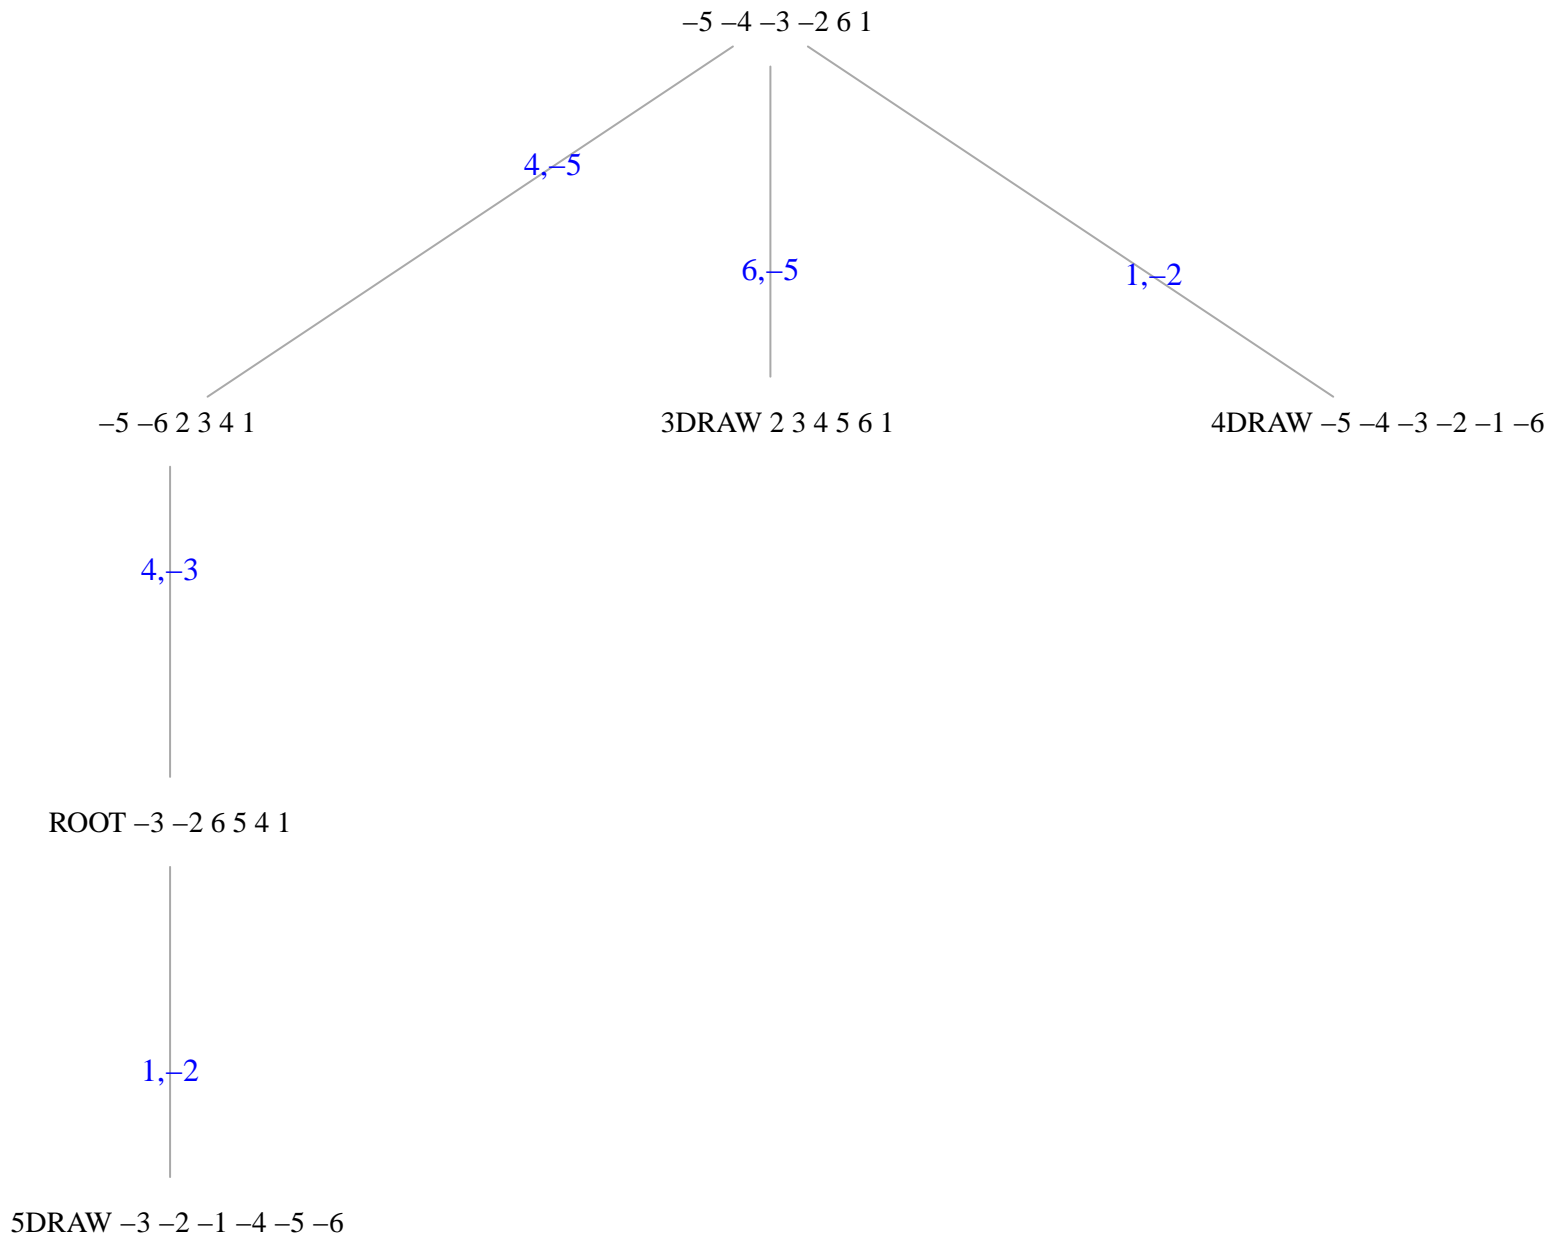 –5 –4 –3 –2 6 1
4,–5
6,–5
1,–2
–5 –6 2 3 4 1
3DRAW 2 3 4 5 6 1
4DRAW –5 –4 –3 –2 –1 –6
4,–3
ROOT –3 –2 6 5 4 1
1,–2
5DRAW –3 –2 –1 –4 –5 –6